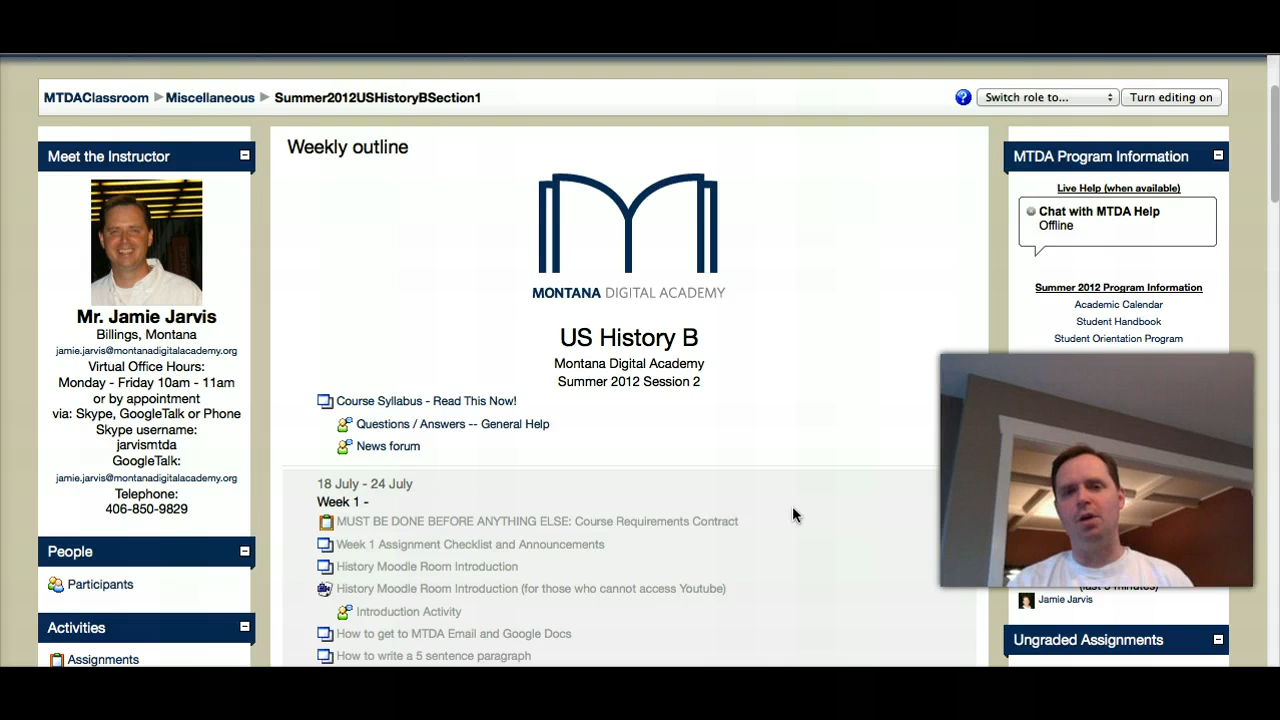 MTDAClassroom ► Miscellaneous ► Summer2012USHistoryBSection1
?
Switch role to...
Turn editing on
Meet the Instructor
Mr. Jamie Jarvis
Billings, Montana
jamie.jarvis@montanadigitalacademy.org
Virtual Office Hours:
Monday - Friday 10am - 11am
or by appointment
via: Skype, GoogleTalk or Phone
Skype username:
jarvismtda
GoogleTalk:
jamie.jarvis@montanadigitalacademy.org
Telephone:
406-850-9829
People
Participants
Activities
Assignments
Weekly outline
MONTANA DIGITAL ACADEMY
US History B
Montana Digital Academy
Summer 2012 Session 2
Course Syllabus - Read This Now!
Questions / Answers -- General Help
News forum
18 July - 24 July
Week 1 -
MUST BE DONE BEFORE ANYTHING ELSE: Course Requirements Contract
Week 1 Assignment Checklist and Announcements
History Moodle Room Introduction
History Moodle Room Introduction (for those who cannot access Youtube)
Introduction Activity
How to get to MTDA Email and Google Docs
How to write a 5 sentence paragraph
MTDA Program Information
Live Help (when available)
Chat with MTDA Help
Offline
Summer 2012 Program Information
Academic Calendar
Student Handbook
Student Orientation Program
Jamie Jarvis
Ungraded Assignments